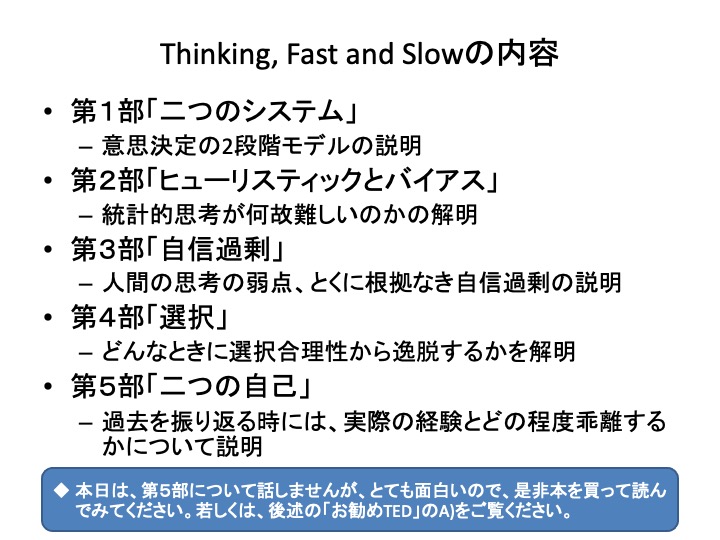 Thinking, Fast and Slowの内容
• 第１部「二つのシステム」
– 意思決定の2段階モデルの説明
• 第２部「ヒューリスティックとバイアス」
– 統計的思考が何故難しいのかの解明
• 第３部「自信過剰」
– 人間の思考の弱点、とくに根拠なき自信過剰の説明
• 第４部「選択」
– どんなときに選択合理性から逸脱するかを解明
• 第５部「二つの自己」
– 過去を振り返る時には、実際の経験とどの程度乖離する
かについて説明
◆ 本日は、第５部について話しませんが、とても面白いので、是非本を買って読ん
でみてください。若しくは、後述の「お勧めTED」のA)をご覧ください。